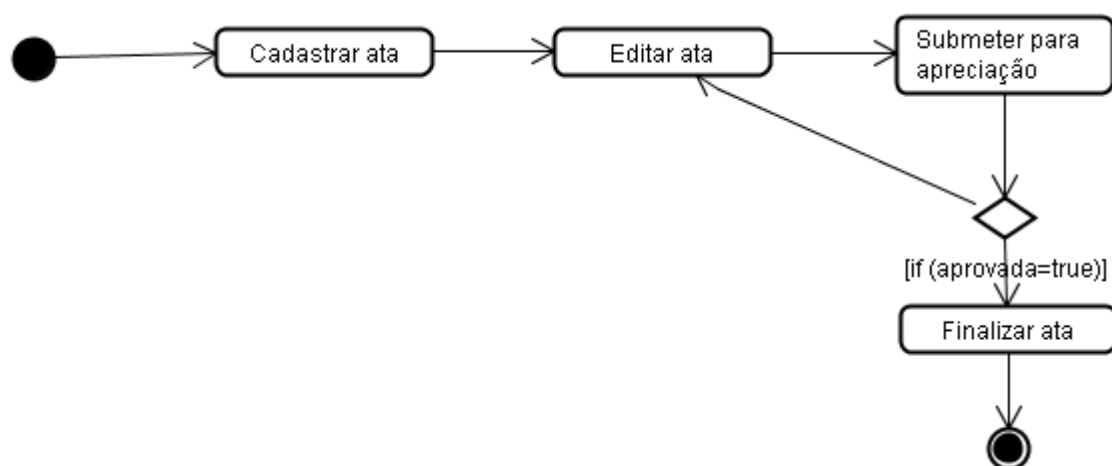 Cadastrar ata
Editar ata
Submeter para
apreciação
[if (aprovada=true)]
Finalizar ata